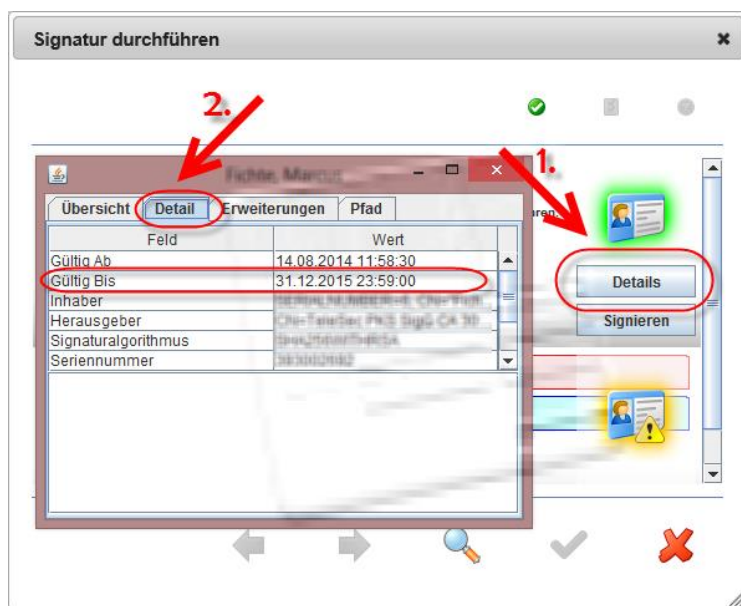 Signatur durchführen
2.
1.
Übersicht Detail Erweiterungen Pfad
Feld Wert
Gültig Ab 14.08.2014 11:58:30
Gültig Bis 31.12.2015 23:59:00
Inhaber
Herausgeber
Signaturalgorithmus
Seriennummer
Details
Signieren